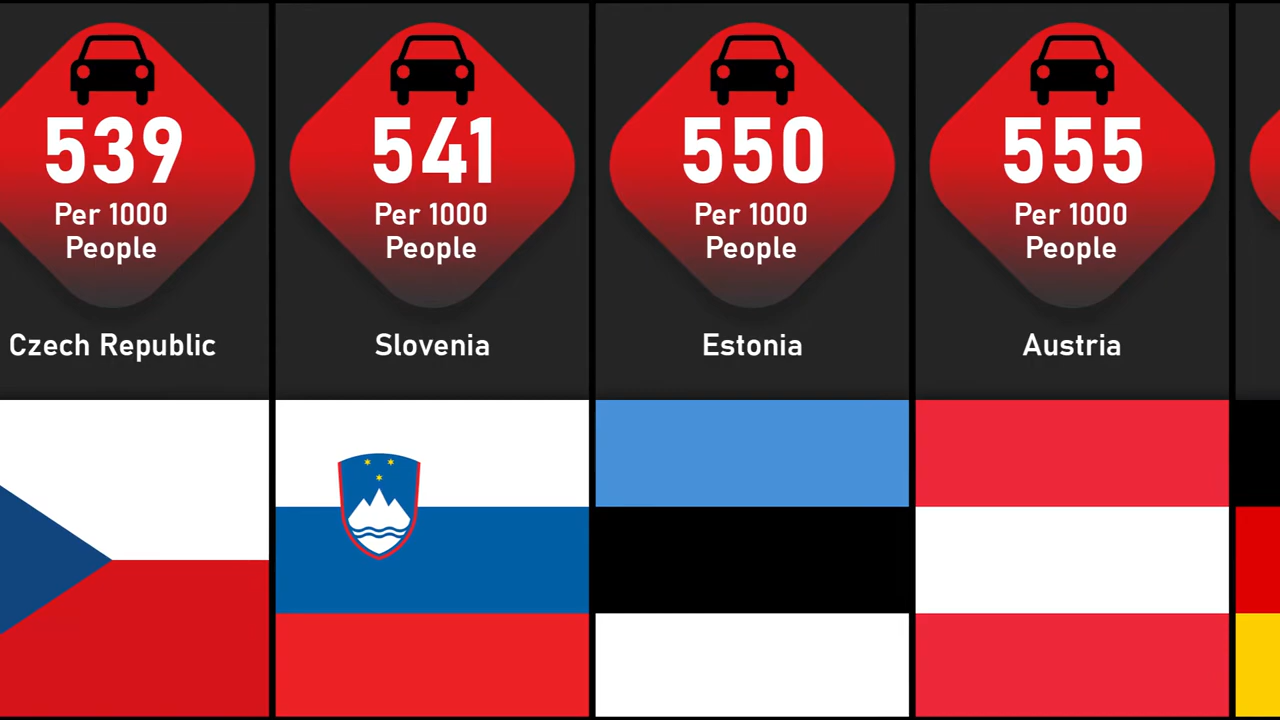 539
Per 1000
People
Czech Republic
541
Per 1000
People
Slovenia
550
Per 1000
People
Estonia
555
Per 1000
People
Austria